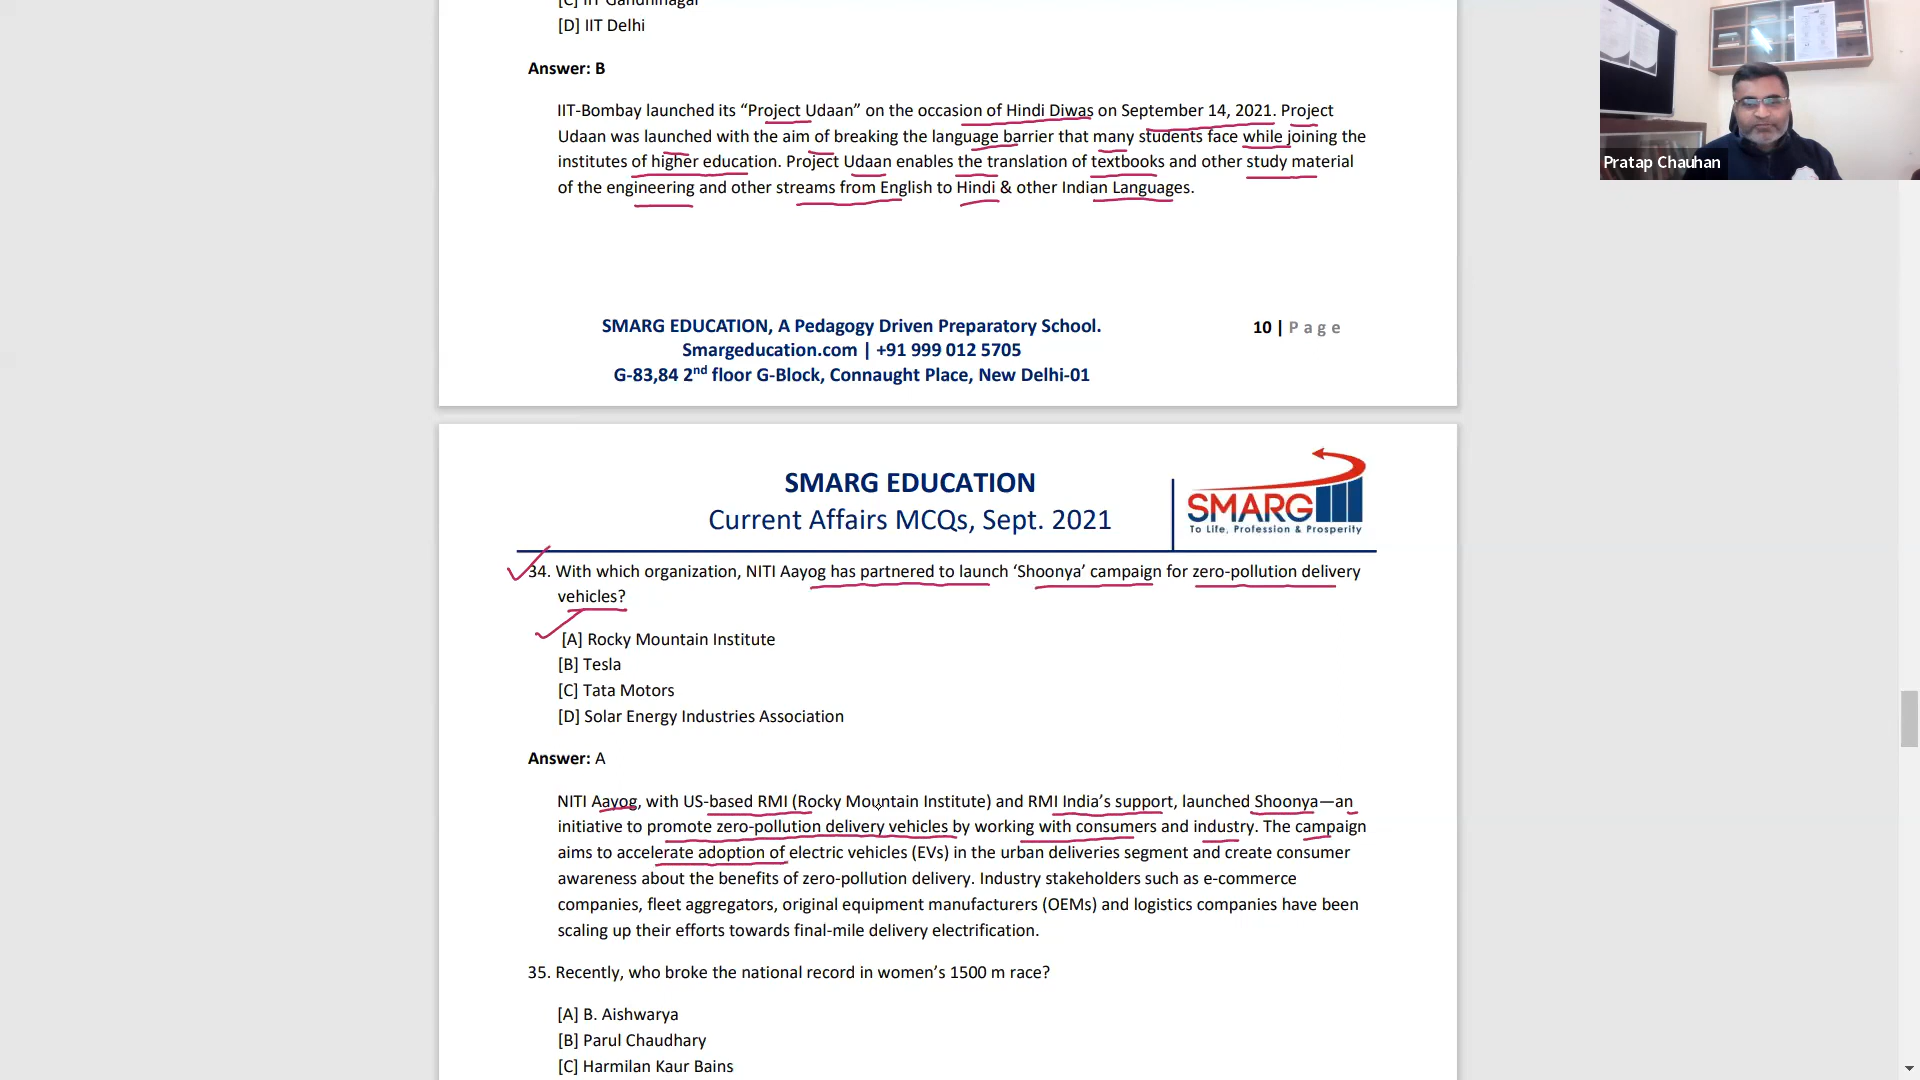 [C] IIT Gandhinagar
[D] IIT Delhi
Answer: B
IIT-Bombay launched its “Project Udaan” on the occasion of Hindi Diwas on September 14, 2021. Project
Udaan was launched with the aim of breaking the language barrier that many students face while joining the
institutes of higher education. Project Udaan enables the translation of textbooks and other study material
of the engineering and other streams from English to Hindi & other Indian Languages.
SMARG EDUCATION, A Pedagogy Driven Preparatory School.
Smargeducation.com | +91 999 012 5705
G-83,84 2nd floor G-Block, Connaught Place, New Delhi-01
10 | Page
SMARG EDUCATION
Current Affairs MCQs, Sept. 2021
SMARG
To Life, Profession & Prosperity
34. With which organization, NITI Aayog has partnered to launch ‘Shoonya’ campaign for zero-pollution delivery
vehicles?
[A] Rocky Mountain Institute
[B] Tesla
[C] Tata Motors
[D] Solar Energy Industries Association
Answer: A
NITI Aayog, with US-based RMI (Rocky Mountain Institute) and RMI India’s support, launched Shoonya—an
initiative to promote zero-pollution delivery vehicles by working with consumers and industry. The campaign
aims to accelerate adoption of electric vehicles (EVs) in the urban deliveries segment and create consumer
awareness about the benefits of zero-pollution delivery. Industry stakeholders such as e-commerce
companies, fleet aggregators, original equipment manufacturers (OEMs) and logistics companies have been
scaling up their efforts towards final-mile delivery electrification.
35. Recently, who broke the national record in women’s 1500 m race?
[A] B. Aishwarya
[B] Parul Chaudhary
[C] Harmilan Kaur Bains
Pratap Chauhan